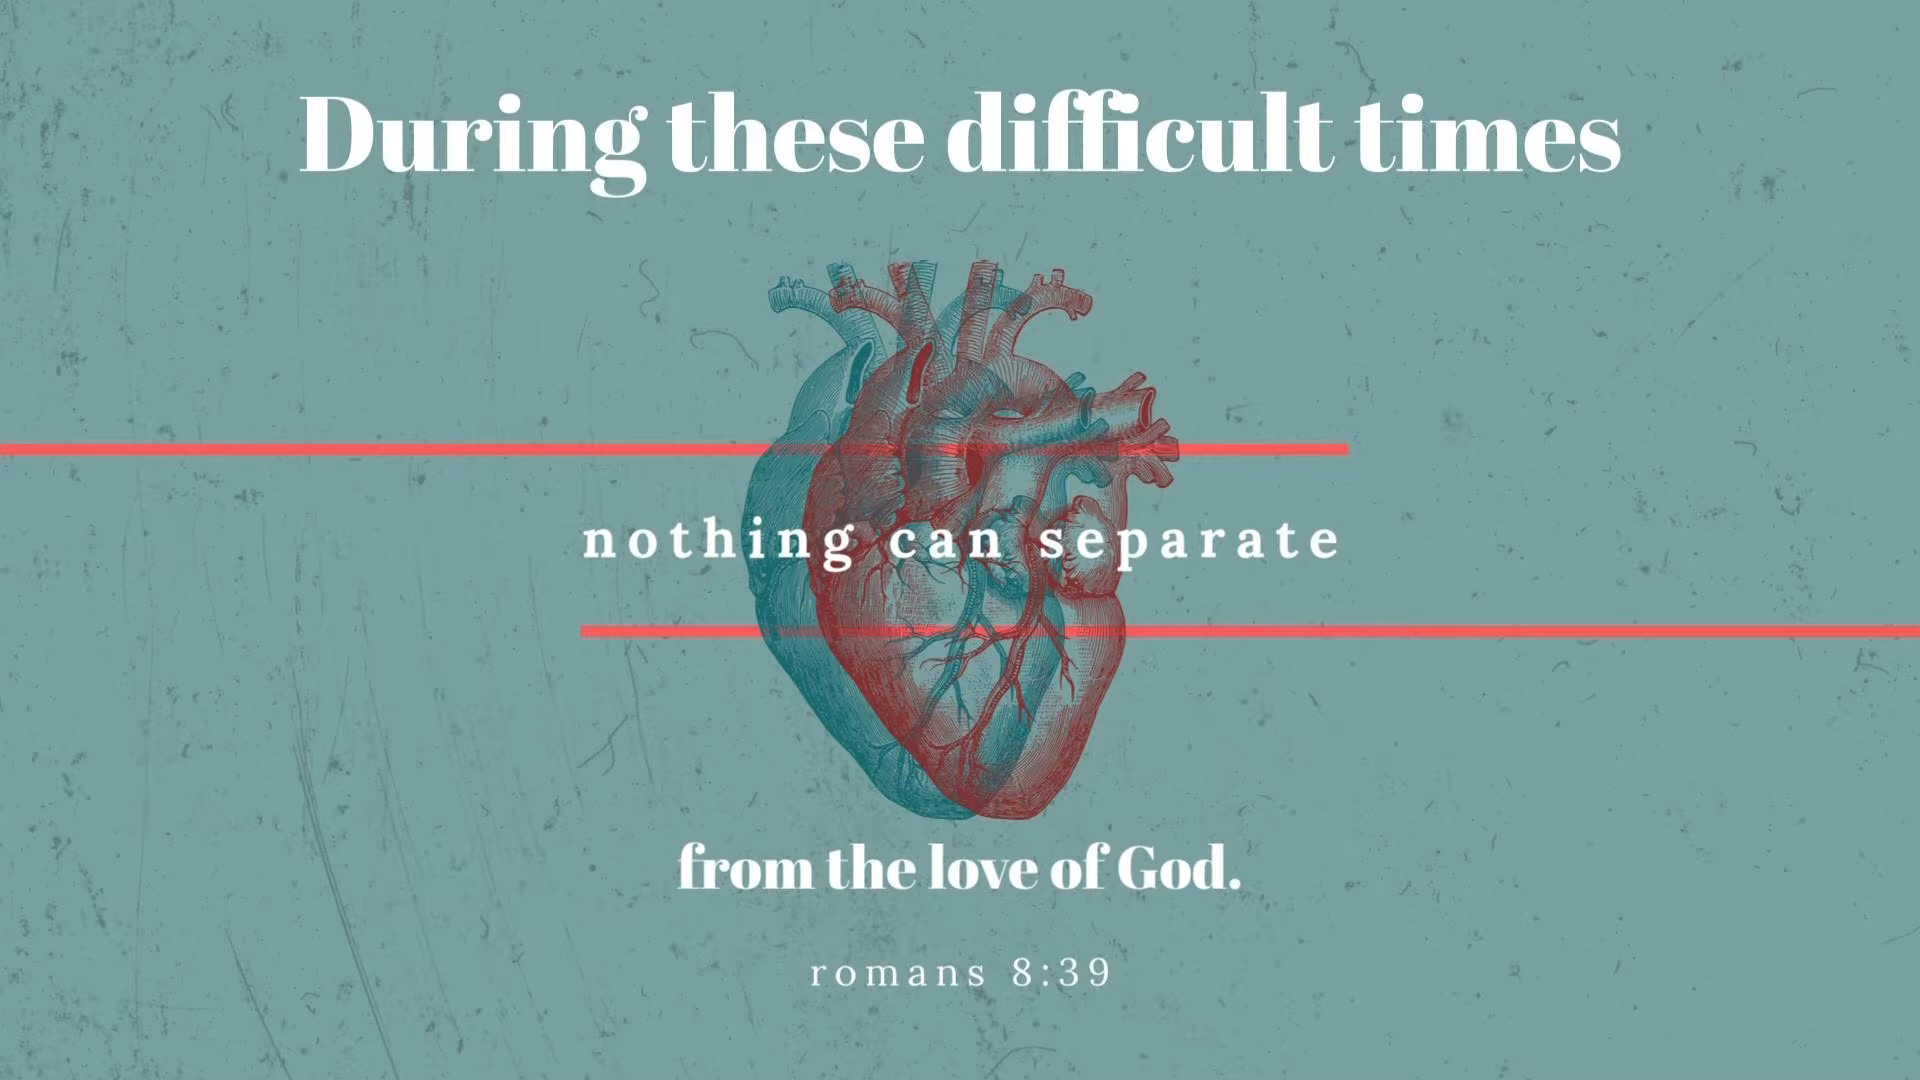 During these difficult times
nothing can separate
from the love of God.
romans 8:39